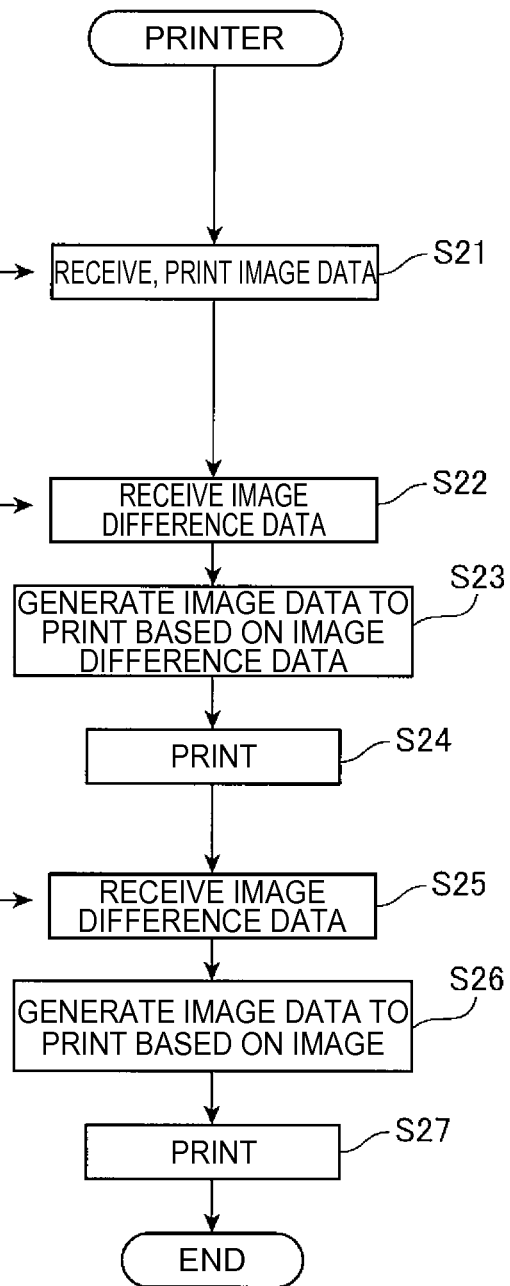 PRINTER
RECEIVE, PRINT IMAGE DATA
S21
RECEIVE IMAGE
DIFFERENCE DATA
S22
GENERATE IMAGE DATA TO
PRINT BASED ON IMAGE
DIFFERENCE DATA
S23
PRINT
S24
RECEIVE IMAGE
DIFFERENCE DATA
S25
GENERATE IMAGE DATA TO
PRINT BASED ON IMAGE
S26
PRINT
S27
END